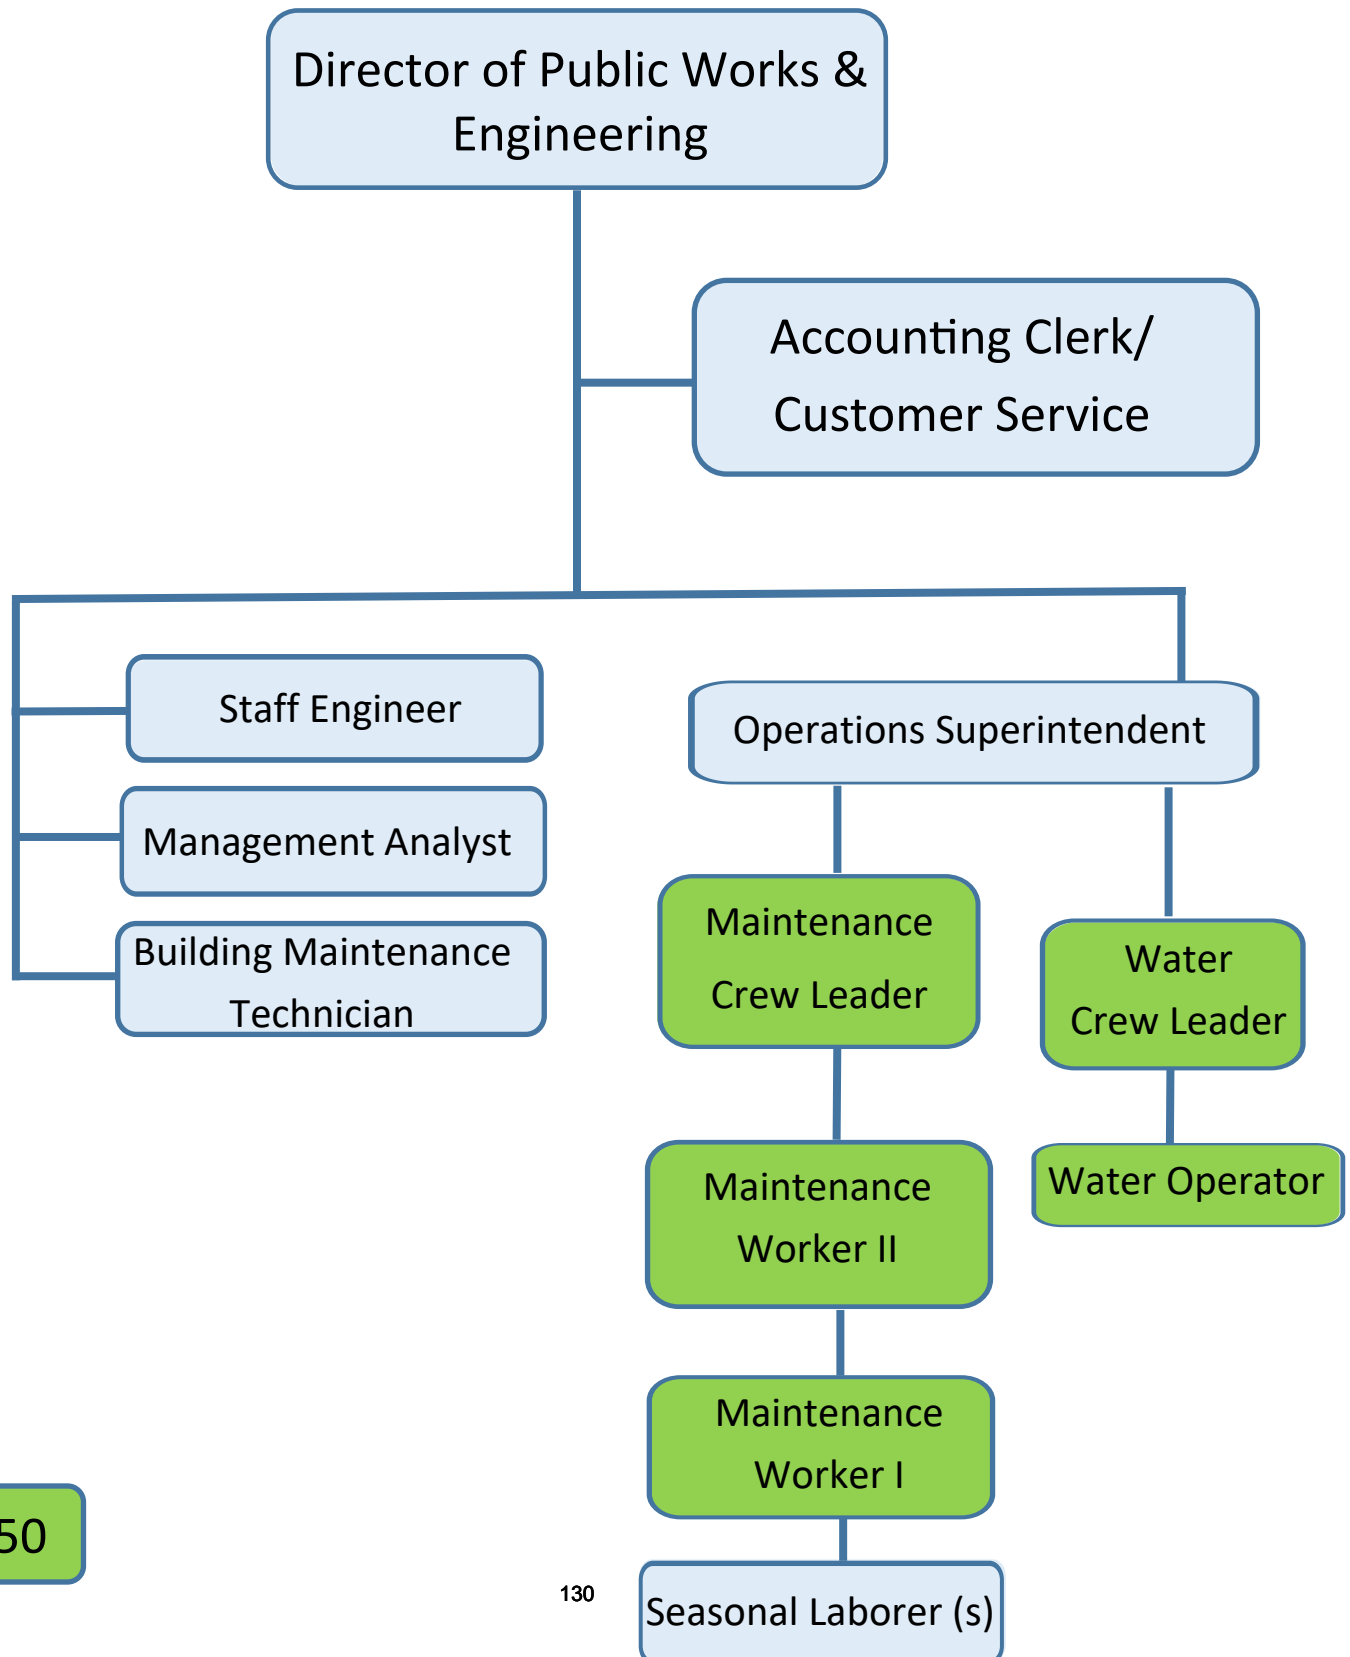 Director of Public Works &
Engineering
Accounting Clerk/
Customer Service
Staff Engineer
Management Analyst
Building Maintenance
Technician
Operations Superintendent
Maintenance
Crew Leader
Water
Crew Leader
Maintenance
Worker II
Water Operator
Maintenance
Worker I
Seasonal Laborer (s)
50
130